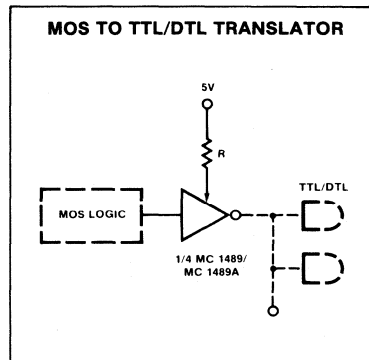 MOS TO TTL/DTL TRANSLATOR
5V
R
TTL/DTL
MOS LOGIC
1/4 MC 1489/
MC 1489A